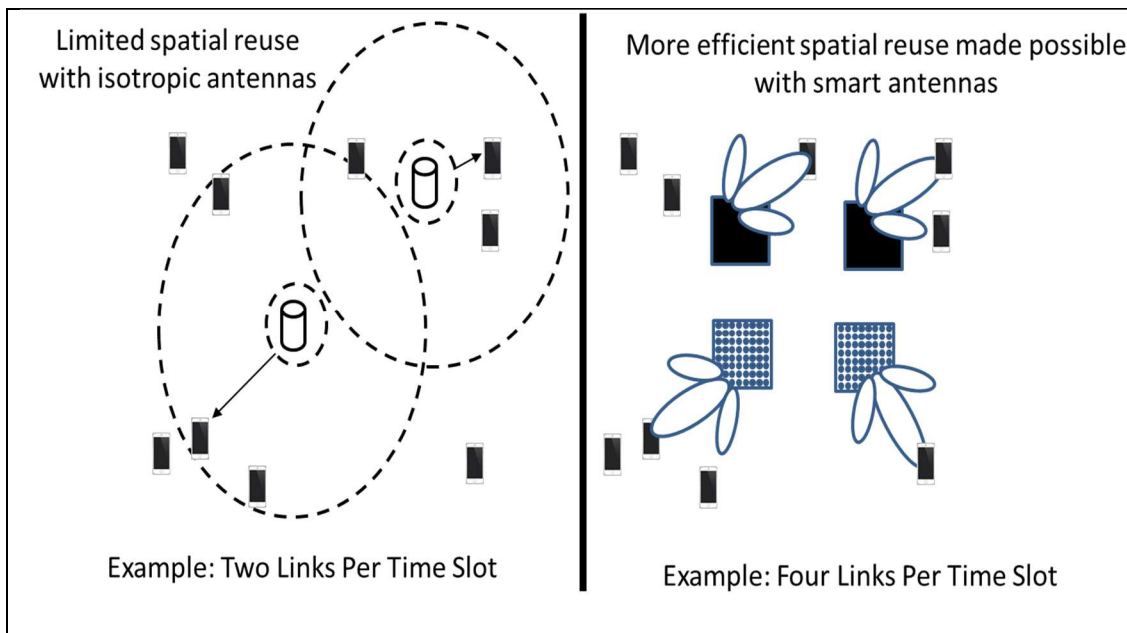 Limited spatial reuse
with isotropic antennas
Example: Two Links Per Time Slot
More efficient spatial reuse made possible
with smart antennas
Example: Four Links Per Time Slot